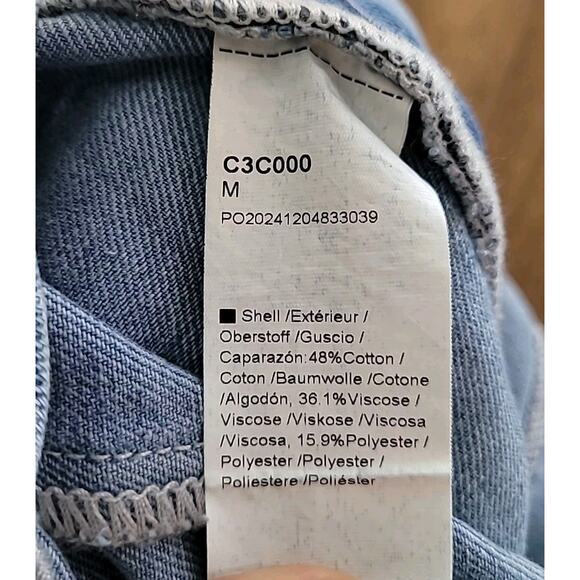 C3C000
M
PO20241204833039
Shell /Extérieur /
Oberstoff /Guscio /
Caparazón:48%Cotton /
Coton /Baumwolle /Cotone
/Algodón, 36.1%Viscose /
Viscose /Viskose /Viscosa
/Viscosa, 15.9%Polyester /
Polyester /Polyester /
Poliestere /Poliéster